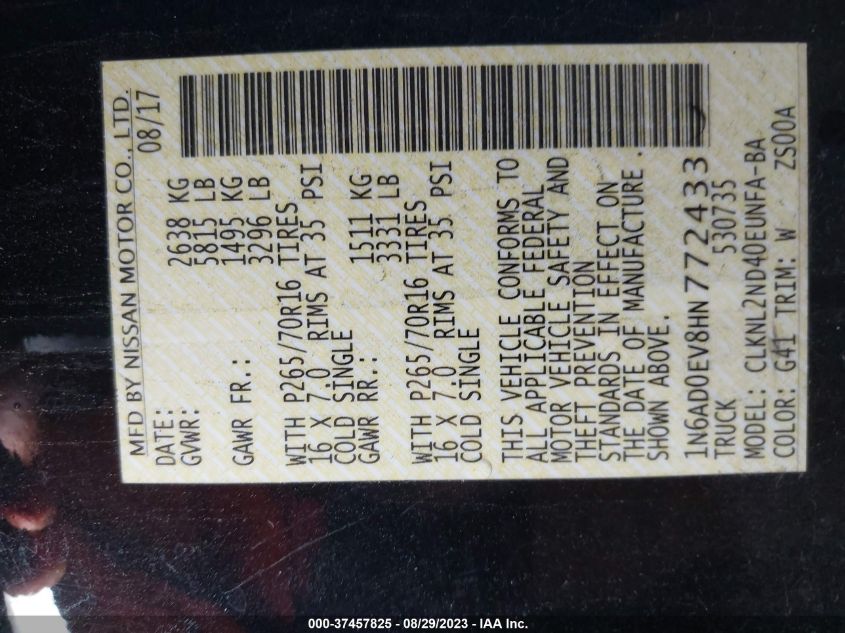 MFD BY NISSAN MOTOR CO., LTD.
DATE: 08/17
GVWR: 2638 KG
5815 LB
GAWR FR.: 1495 KG
3296 LB
WITH P265/70R16 TIRES
16 X 7.0 RIMS AT 35 PSI
COLD SINGLE
GAWR RR.: 1511 KG
3331 LB
WITH P265/70R16 TIRES
16 X 7.0 RIMS AT 35 PSI
COLD SINGLE
THIS VEHICLE CONFORMS TO
ALL APPLICABLE FEDERAL
MOTOR VEHICLE SAFETY AND
THEFT PREVENTION
STANDARDS IN EFFECT ON
THE DATE OF MANUFACTURE .
SHOWN ABOVE.
1N6AD0EV8HN772433
TRUCK 530735
MODEL: CLKNL2ND40EUNFA-BA
COLOR: G41 TRIM: W ZS00A
000-37457825 - 08/29/2023 - IAA Inc.